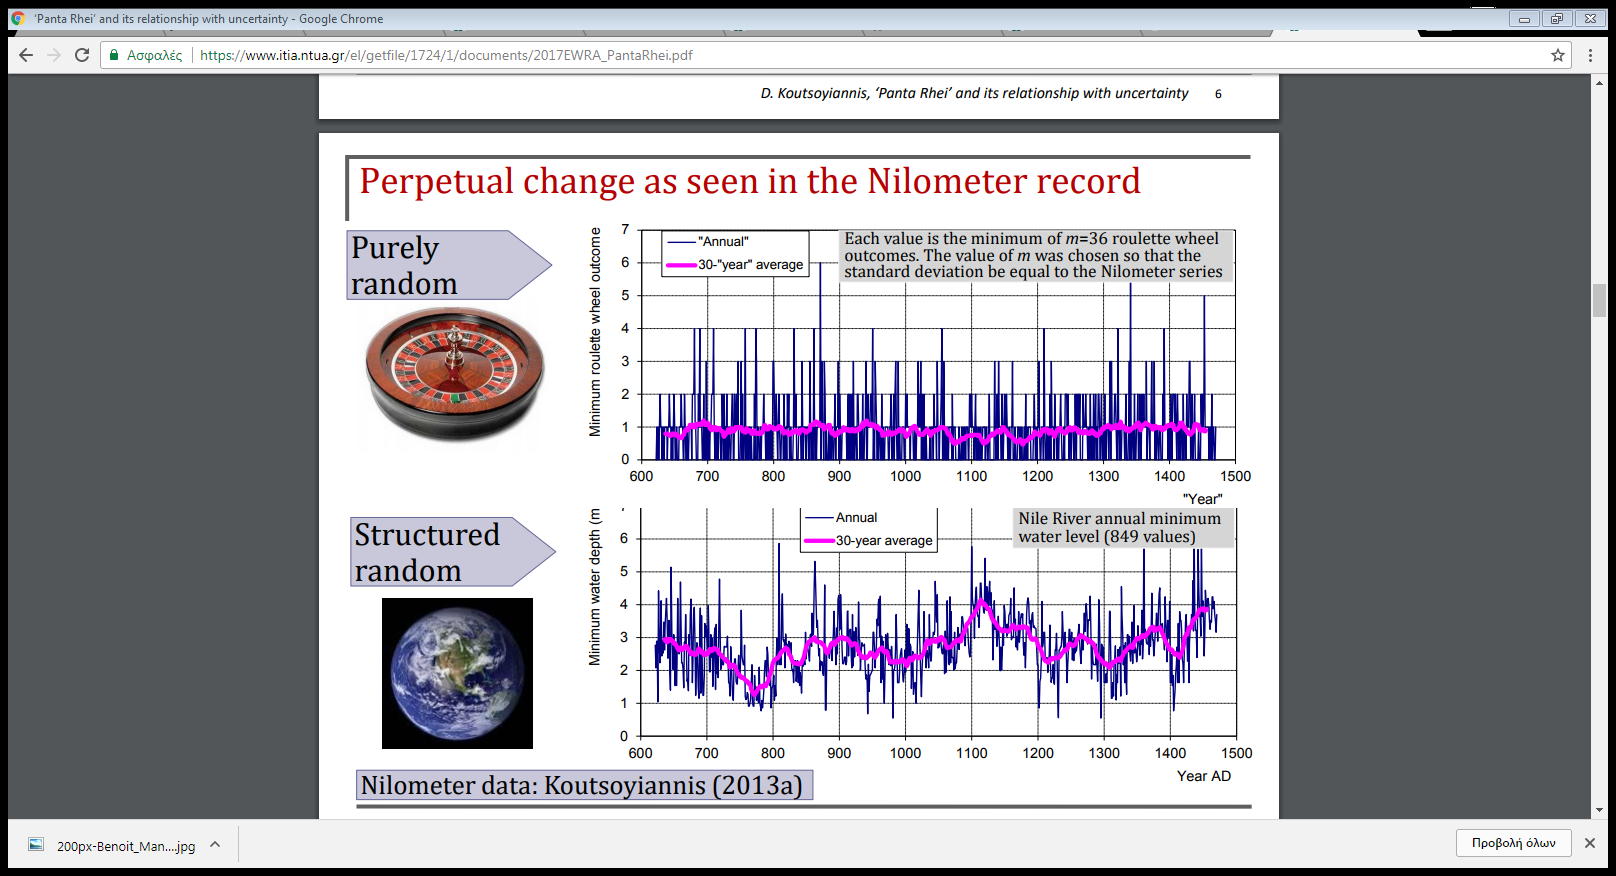 'Panta Rhei' and its relationship with uncertainty - Google Chrome
Ασφαλές
https://www.itia.ntua.gr/el/getfile/1724/1/documents/2017EWRA_PantaRhei.pdf
D. Koutsoyiannis, ‘Panta Rhei’ and its relationship with uncertainty 6
Perpetual change as seen in the Nilometer record
Purely
random
Minimum roulette wheel outcome
7
6
5
4
3
2
1
0
"Annual"
30-"year" average
Each value is the minimum of m=36 roulette wheel
outcomes. The value of m was chosen so that the
standard deviation be equal to the Nilometer series
600 700 800 900 1000 1100 1200 1300 1400 1500
"Year"
Structured
random
Minimum water depth (m
6
5
4
3
2
1
0
Annual
30-year average
Nile River annual minimum
water level (849 values)
600 700 800 900 1000 1100 1200 1300 1400 1500
Year AD
Nilometer data: Koutsoyiannis (2013a)
200px-Benoit_Man....jpg
Προβολή όλων